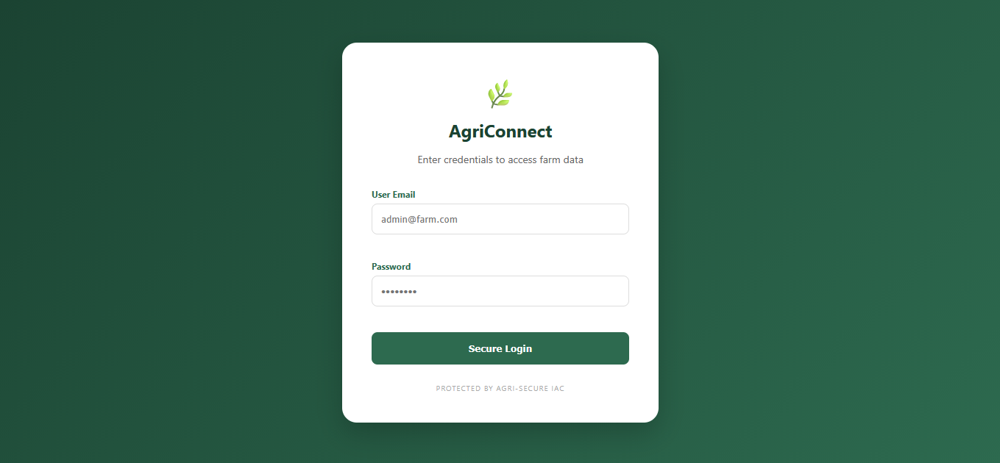 AgriConnect
Enter credentials to access farm data
User Email
admin@farm.com
Password
••••••••
Secure Login
PROTECTED BY AGRI-SECURE IAC